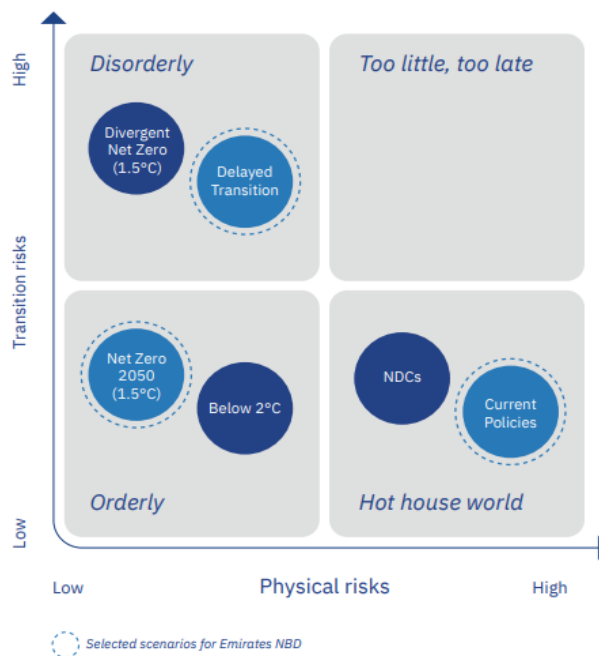 High
Disorderly
Too little, too late
Divergent
Net Zero
(1.5°C)
Delayed
Transition
Transition risks
Net Zero
2050
(1.5°C)
Below 2°C
NDCs
Current
Policies
Orderly
Hot house world
Low
Low
Physical risks
High
Selected scenarios for Emirates NBD